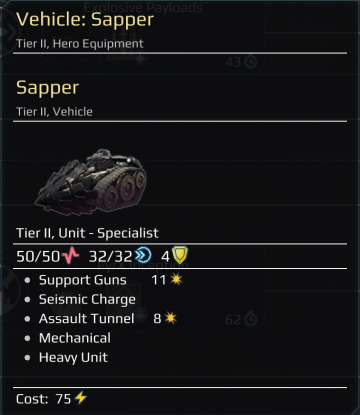 Explosive Payloads
Vehicle: Sapper
Tier II, Hero Equipment
43
Sapper
Tier II, Vehicle
Tier II, Unit - Specialist
50/50 32/32 4
• Support Guns 11
• Seismic Charge
• Assault Tunnel 8
62
• Mechanical
• Heavy Unit
Cost: 75